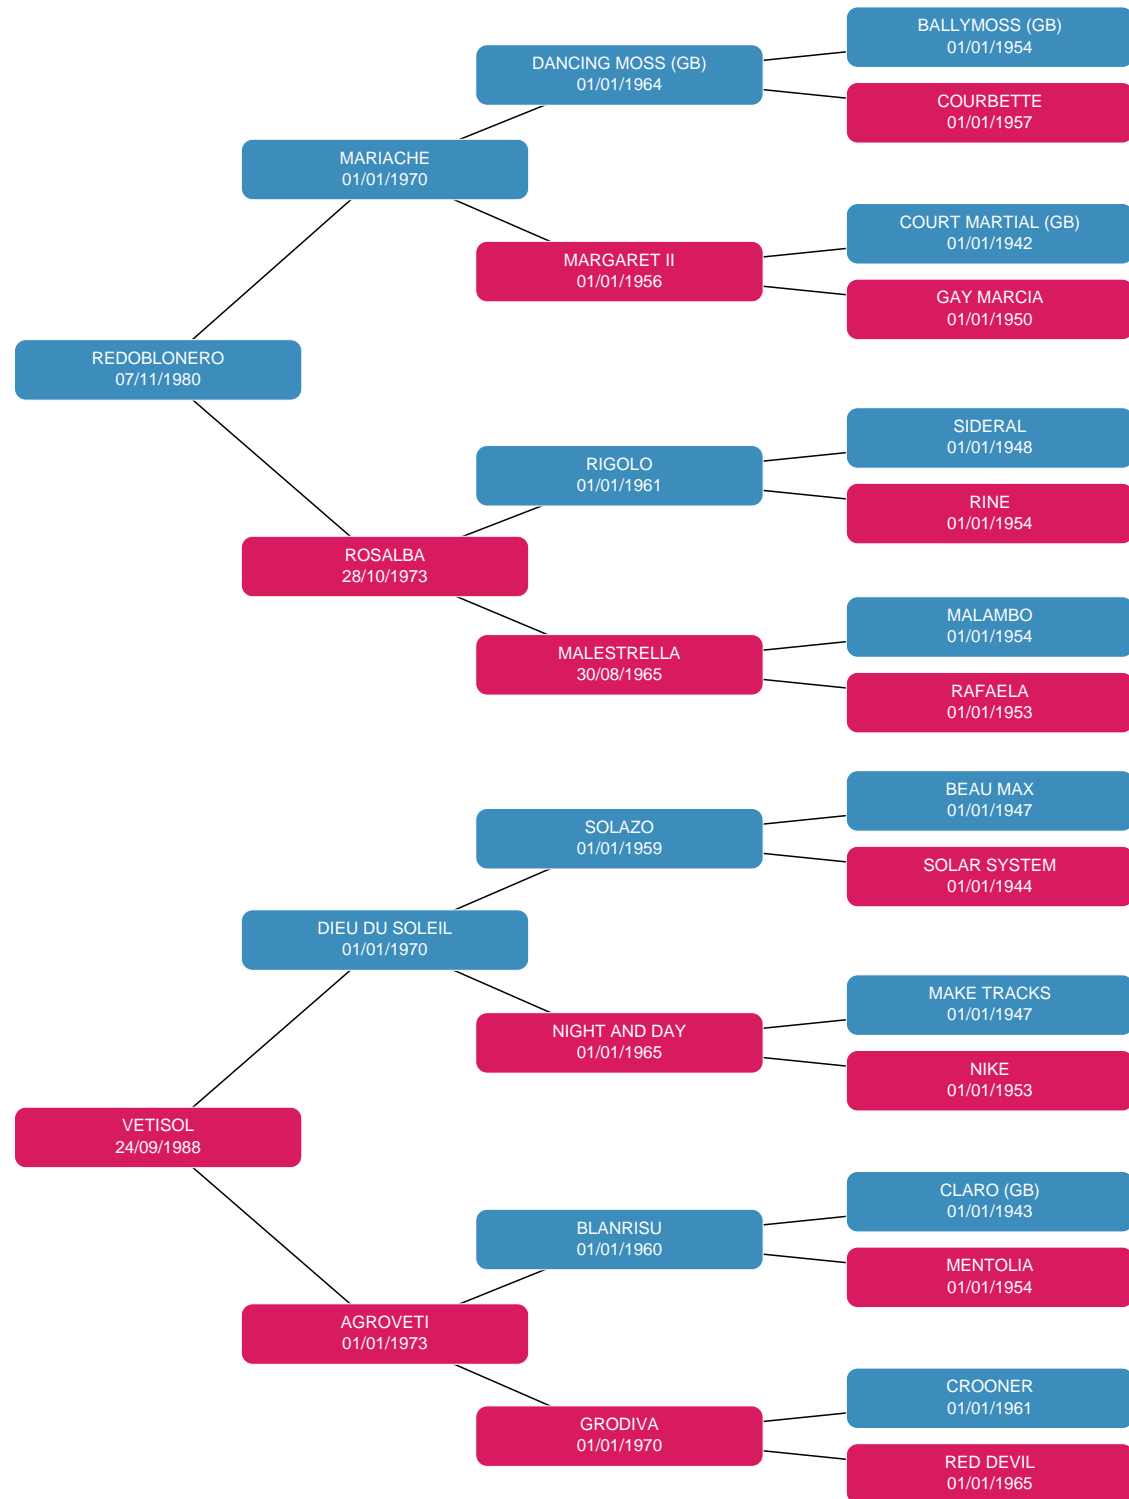 BALLYMOSS (GB)
01/01/1954
DANCING MOSS (GB)
01/01/1964
COURBETTE
01/01/1957
MARIACHE
01/01/1970
COURT MARTIAL (GB)
01/01/1942
MARGARET II
01/01/1956
GAY MARCIA
01/01/1950
REDOBLONERO
07/11/1980
SIDERAL
01/01/1948
RIGOLO
01/01/1961
RINE
01/01/1954
ROSALBA
28/10/1973
MALAMBO
01/01/1954
MALESTRELLA
30/08/1965
RAFAELA
01/01/1953
BEAU MAX
01/01/1947
SOLAZO
01/01/1959
SOLAR SYSTEM
01/01/1944
DIEU DU SOLEIL
01/01/1970
MAKE TRACKS
01/01/1947
NIGHT AND DAY
01/01/1965
NIKE
01/01/1953
VETISOL
24/09/1988
CLARO (GB)
01/01/1943
BLANRISU
01/01/1960
MENTOLIA
01/01/1954
AGROVETI
01/01/1973
CROONER
01/01/1961
GRODIVA
01/01/1970
RED DEVIL
01/01/1965